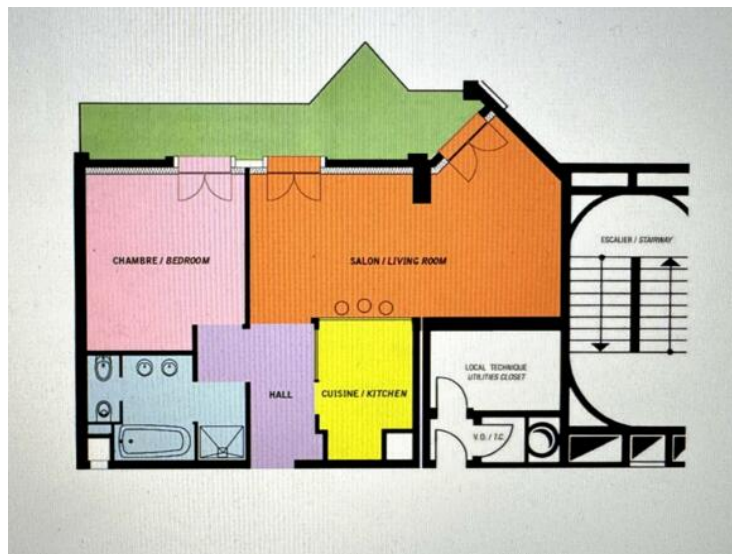 ESCALIER / STAIRWAY
CHAMBRE / BEDROOM
SALON / LIVING ROOM
LOCAL TECHNIQUE
UTILITIES CLOSET
HALL
CUISINE / KITCHEN
V.O. / T.C.